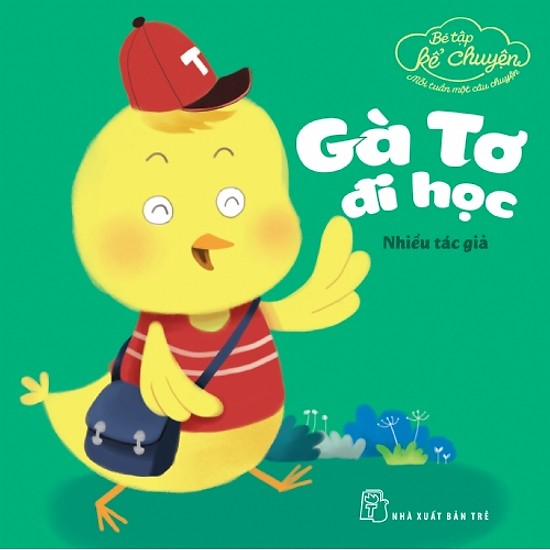 Bé tập
kể chuyện
Mỗi tuần một câu chuyện
T
Gà Tơ
đi học
Nhiều tác giả
T
NHÀ XUẤT BẢN TRẺ